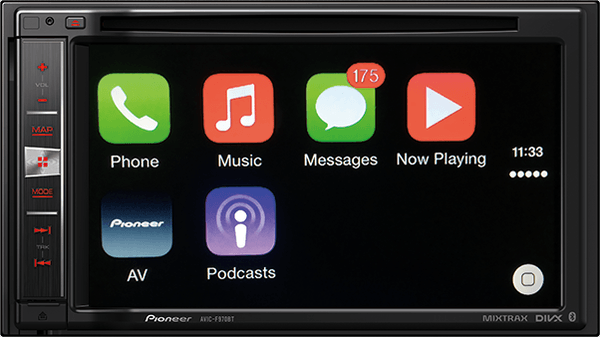 VOL
MAP
MODE
TRK
175
Phone
Music
Messages
Now Playing
11:33
Pioneer
AV
Podcasts
Pioneer
AVIC-F970BT
MIXTRAX
DIVX